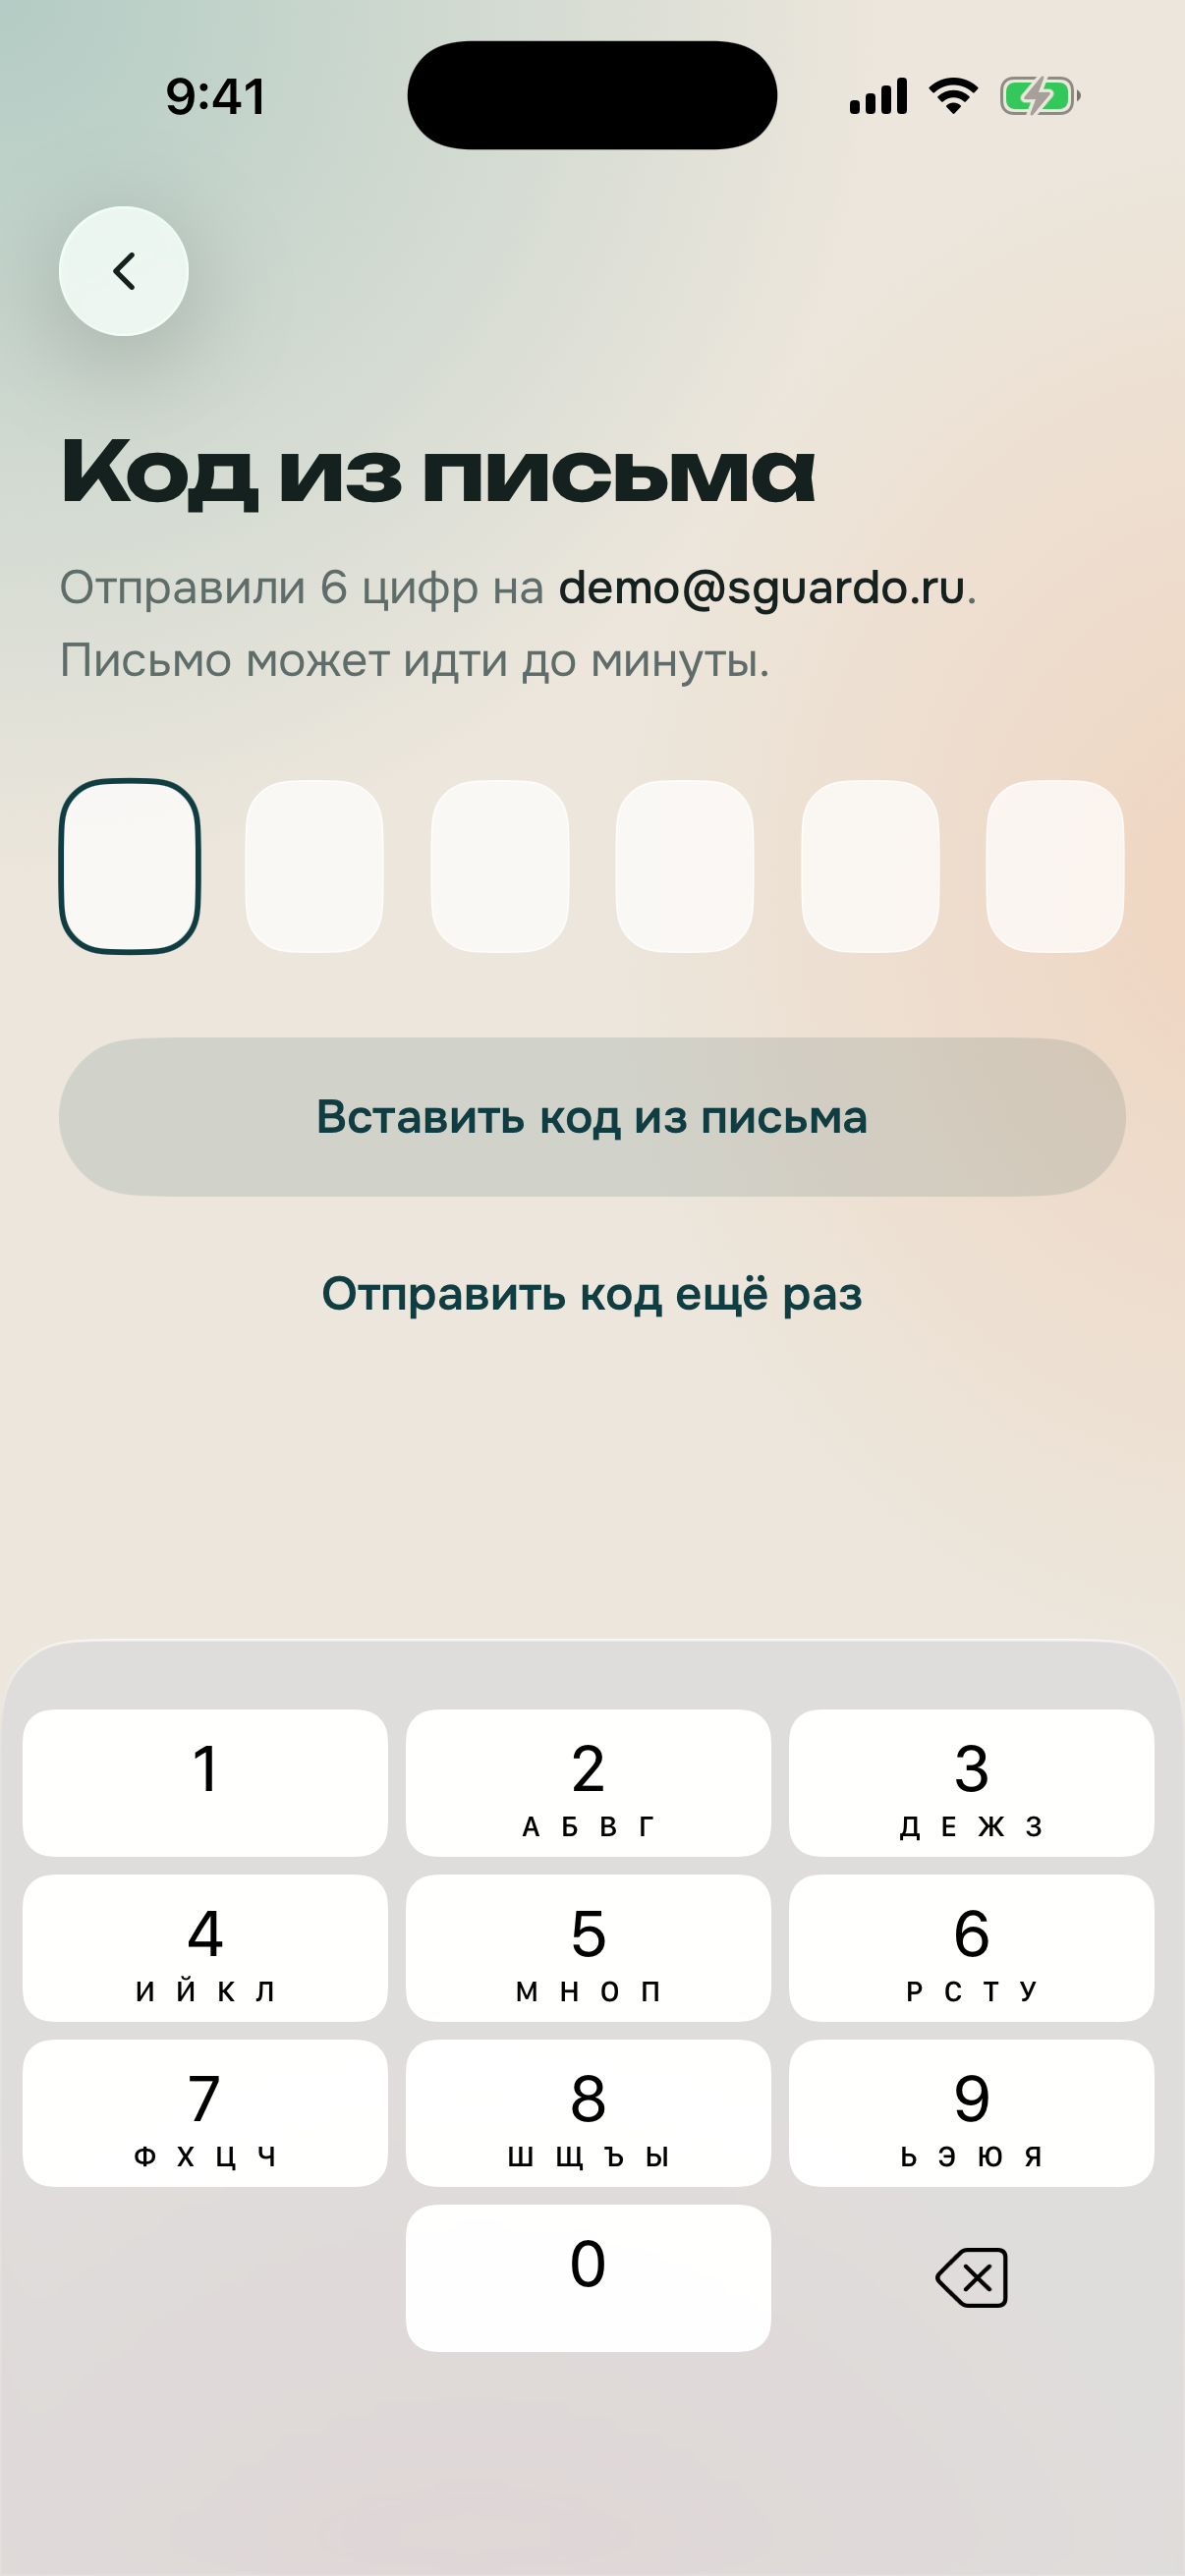 9:41
Код из письма
Отправили 6 цифр на demo@sguardo.ru.
Письмо может идти до минуты.
Вставить код из письма
Отправить код ещё раз
1 2 3
А Б В Г Д Е Ж З
4 5 6
И Й К Л М Н О П Р С Т У
7 8 9
Ф Х Ц Ч Ш Щ Ъ Ы Ь Э Ю Я
0